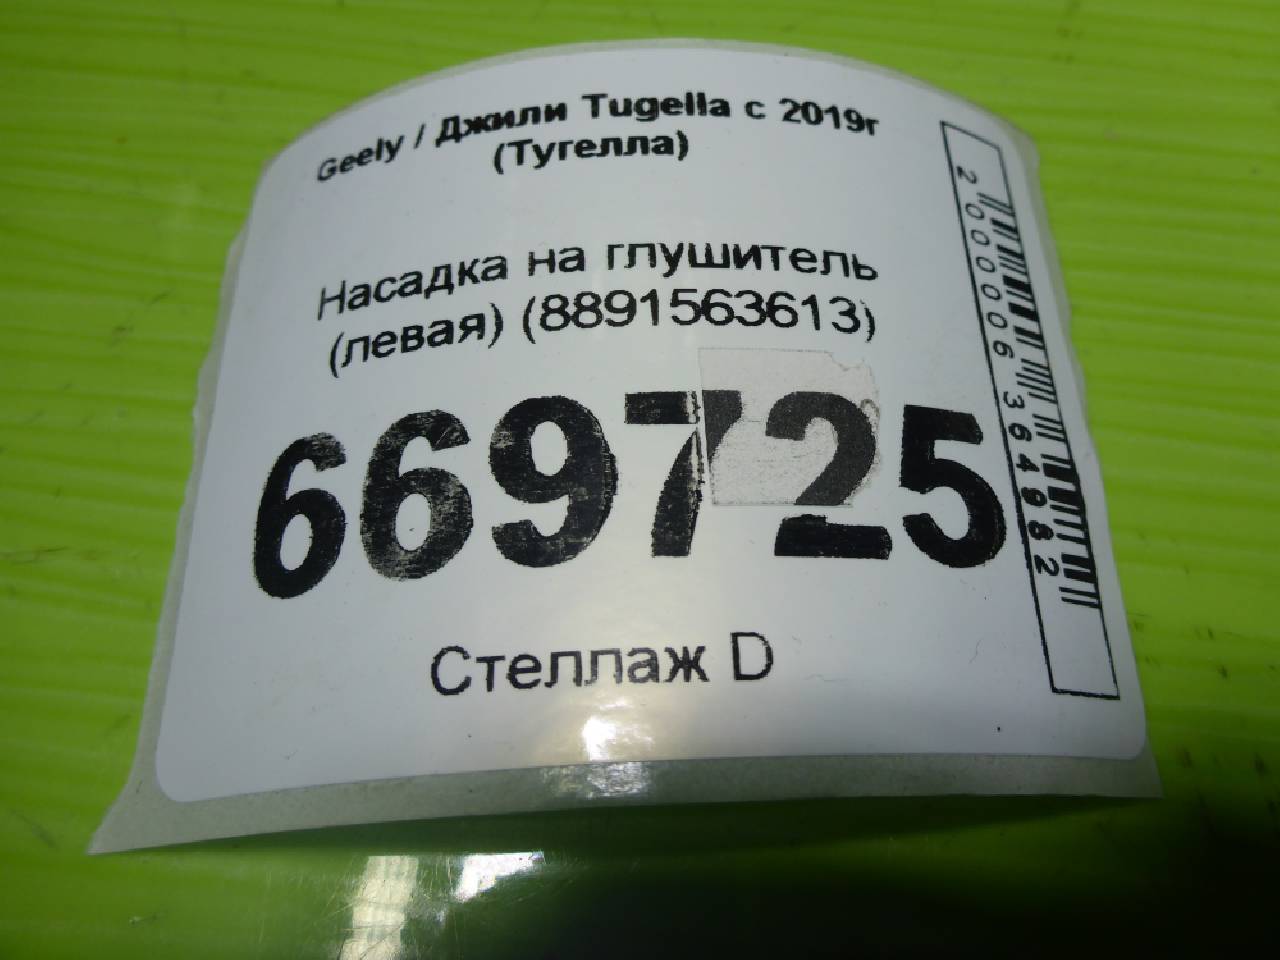 Geely / Джили Tugella с 2019г
(Тугелла)
Насадка на глушитель
(левая) (8891563613)
669725
Стеллаж D
2000006364982